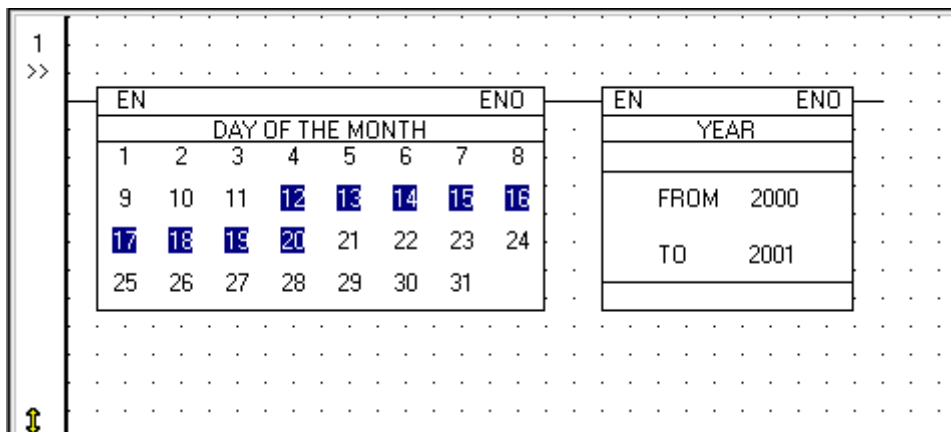 1
>>
EN ENO
DAY OF THE MONTH
1 2 3 4 5 6 7 8
9 10 11 12 13 14 15 16
17 18 19 20 21 22 23 24
25 26 27 28 29 30 31
EN ENO
YEAR
FROM 2000
TO 2001